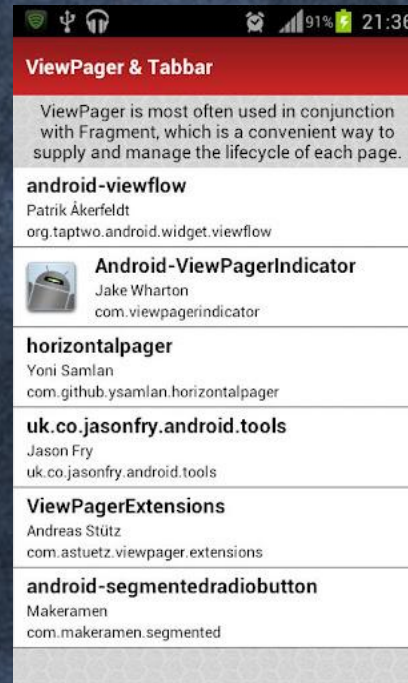 91% 21:36
ViewPager & Tabbar
ViewPager is most often used in conjunction
with Fragment, which is a convenient way to
supply and manage the lifecycle of each page.
android-viewflow
Patrik Åkerfeldt
org.taptwo.android.widget.viewflow
Android-ViewPagerIndicator
Jake Wharton
com.viewpagerindicator
horizontalpager
Yoni Samlan
com.github.ysamlan.horizontalpager
uk.co.jasonfry.android.tools
Jason Fry
uk.co.jasonfry.android.tools
ViewPagerExtensions
Andreas Stütz
com.astuetz.viewpager.extensions
android-segmentedradiobutton
Makeramen
com.makeramen.segmented